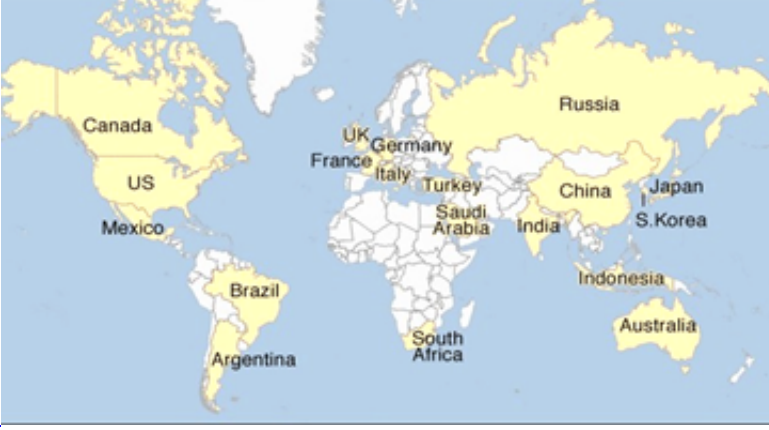 Russia
Canada
UK
Germany
France
Italy
US
Turkey
China
Japan
Saudi
Arabia
India
S.Korea
Mexico
Indonesia
Brazil
Australia
South
Africa
Argentina